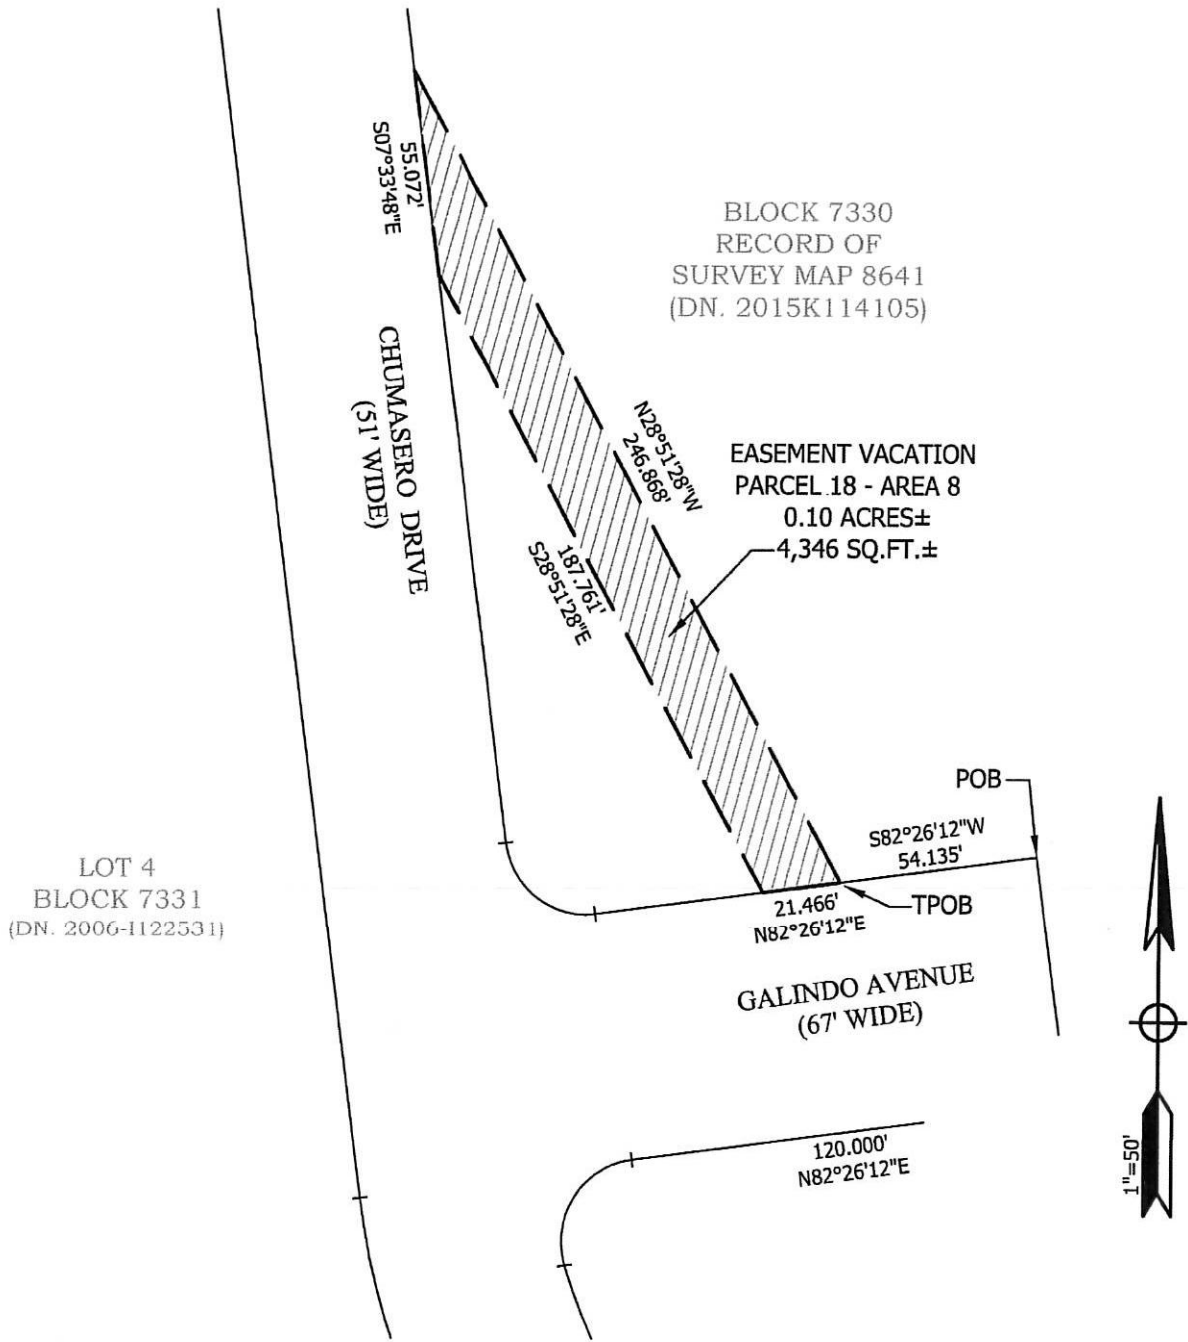 55.072'
S07°33'48"E
BLOCK 7330
RECORD OF
SURVEY MAP 8641
(DN. 2015K114105)
CHUMASERO DRIVE
(51' WIDE)
N28°51'28"W
246.868'
EASEMENT VACATION
PARCEL 18 - AREA 8
0.10 ACRES±
4,346 SQ.FT.±
187.761'
S28°51'28"E
POB
S82°26'12"W
54.135'
LOT 4
BLOCK 7331
(DN. 2006-I122531)
21.466'
N82°26'12"E
TPOB
GALINDO AVENUE
(67' WIDE)
120.000'
N82°26'12"E
1"=50'